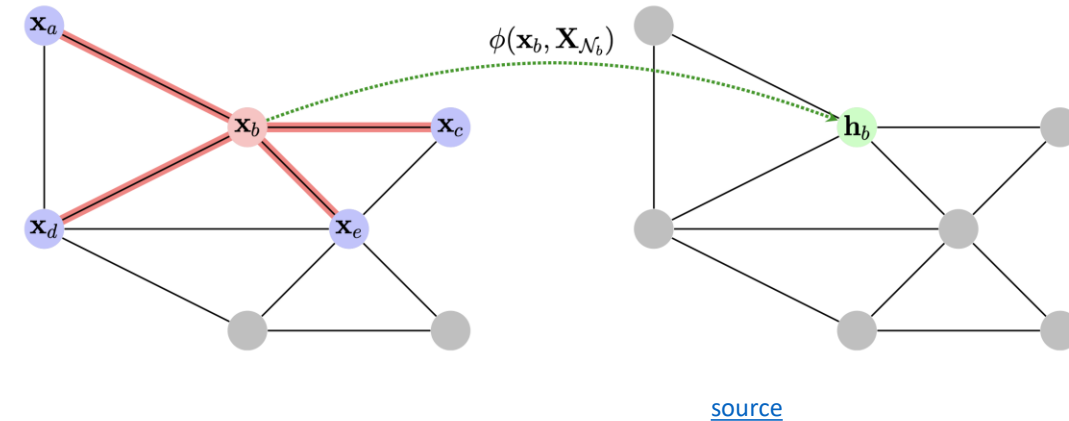 x_a
ϕ(x_b, X_{𝒩_b})
x_b
x_c
h_b
x_d
x_e
source